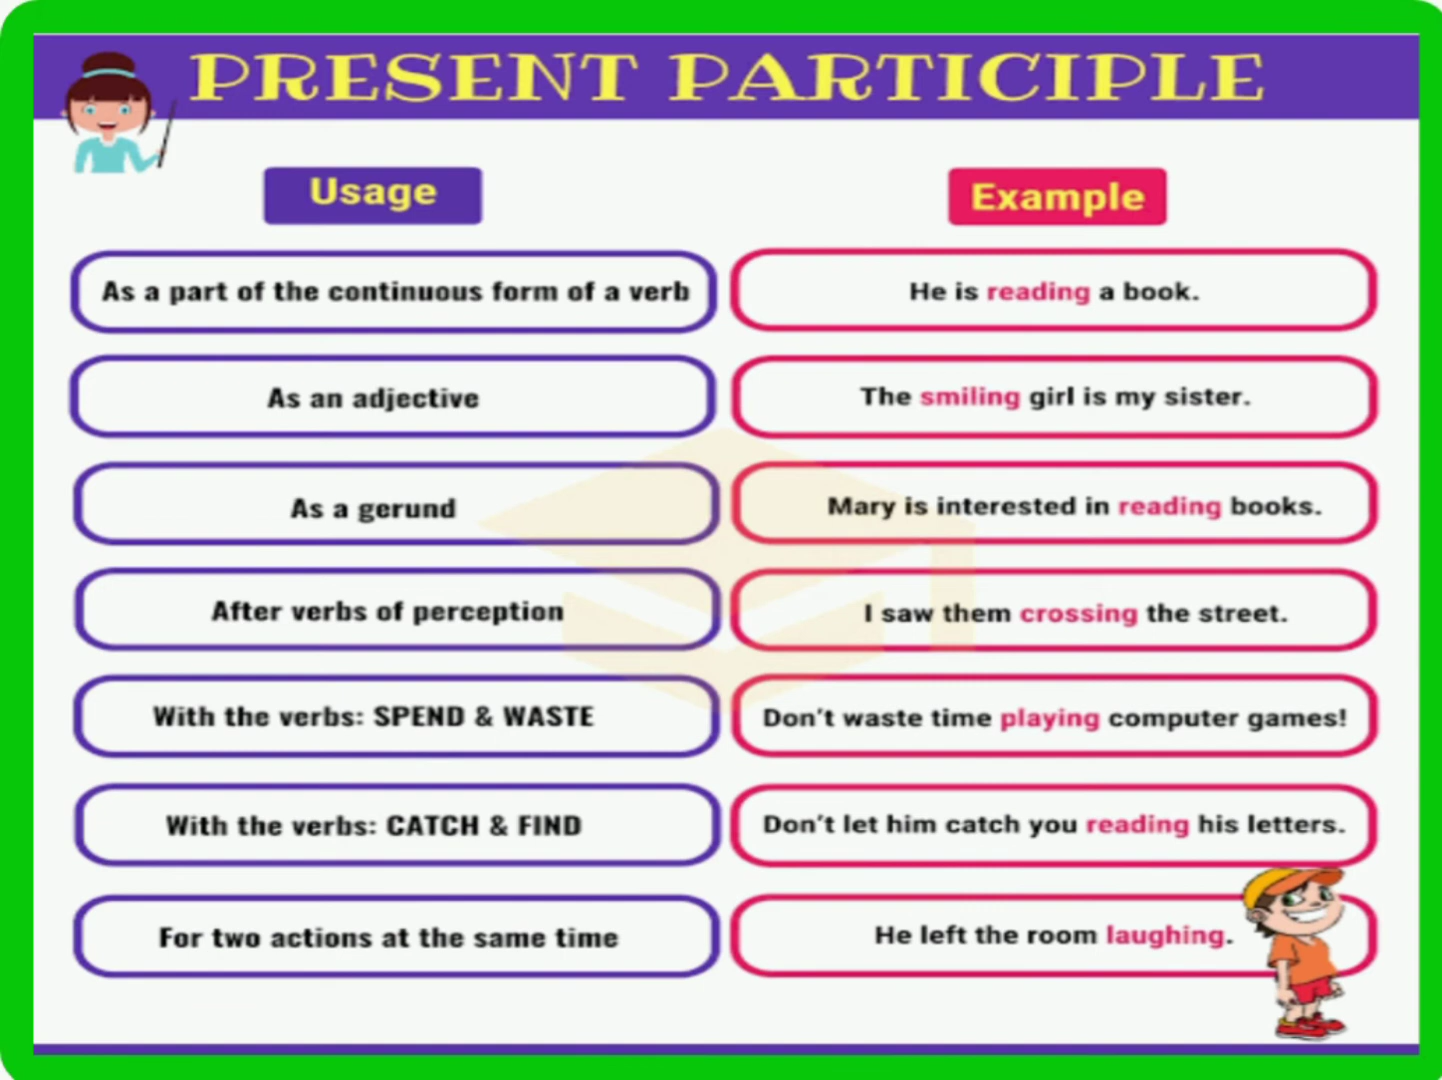 PRESENT PARTICIPLE
Usage
Example
As a part of the continuous form of a verb
He is reading a book.
As an adjective
The smiling girl is my sister.
As a gerund
Mary is interested in reading books.
After verbs of perception
I saw them crossing the street.
With the verbs: SPEND & WASTE
Don't waste time playing computer games!
With the verbs: CATCH & FIND
Don't let him catch you reading his letters.
For two actions at the same time
He left the room laughing.